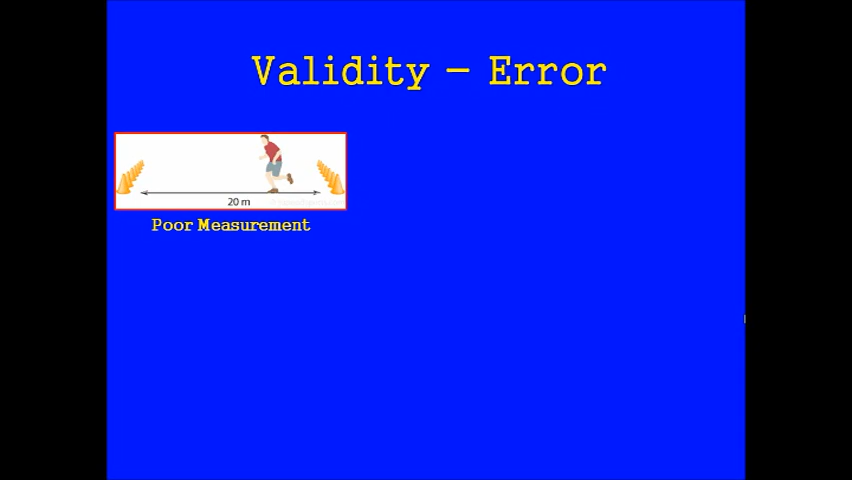 Validity – Error
20 m
Poor Measurement